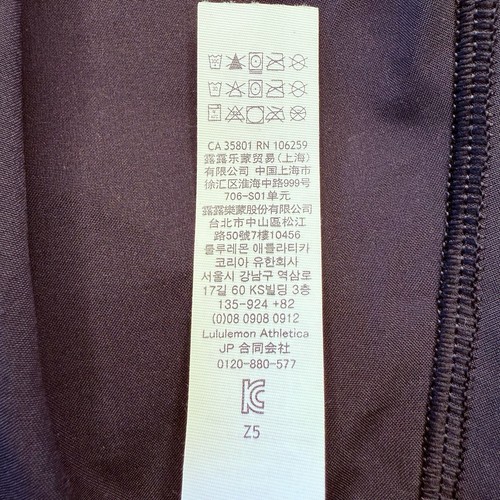 CA 35801 RN 106259
露露乐蒙贸易(上海)
有限公司 中国上海市
徐汇区淮海中路999号
706-S01单元
露露樂蒙股份有限公司
台北市中山區松江
路50號7樓10456
룰루레몬 애틀라티카
코리아 유한회사
서울시 강남구 역삼로
17길 60 KS빌딩 3층
135-924 +82
(0)08 0908 0912
Lululemon Athletica
JP 合同会社
0120-880-577
Z5